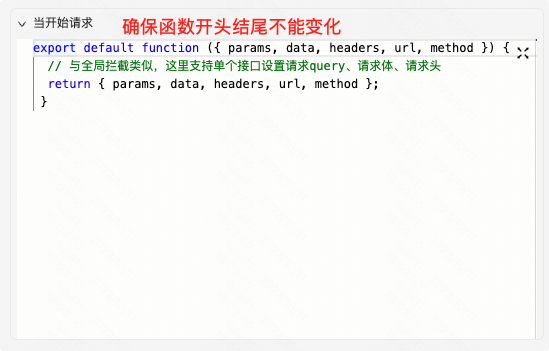 当开始请求
确保函数开头结尾不能变化
export default function ({ params, data, headers, url, method }) {
// 与全局拦截类似，这里支持单个接口设置请求query、请求体、请求头
return { params, data, headers, url, method };
}